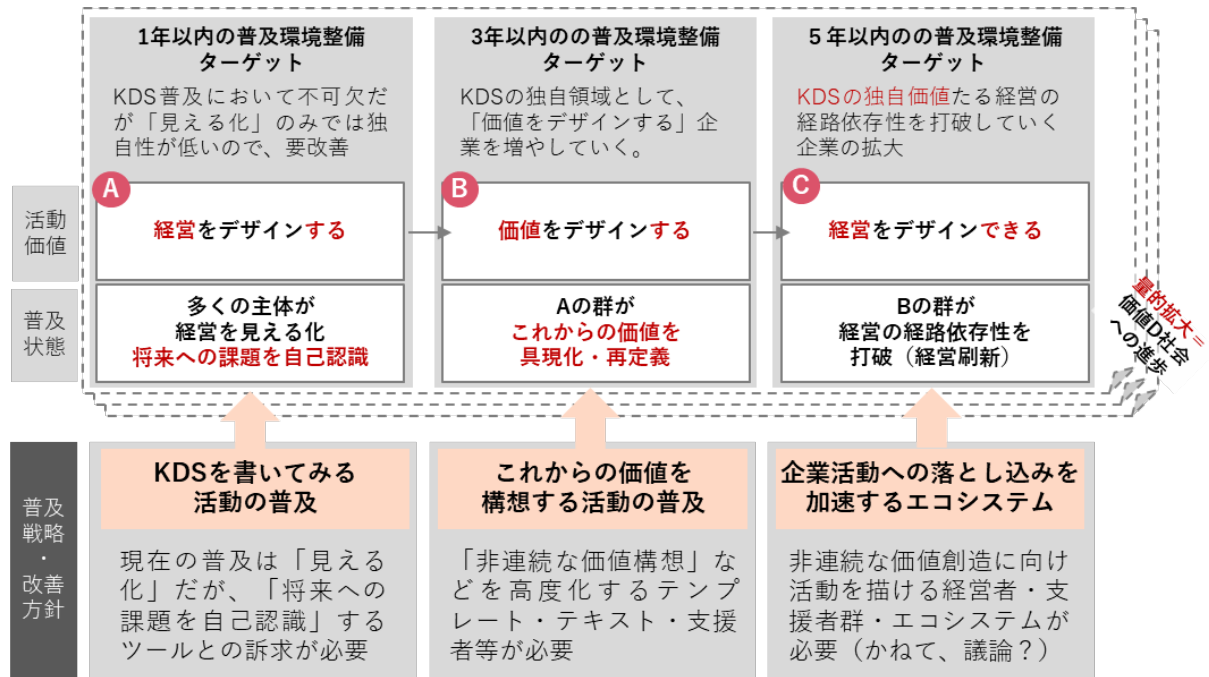 1年以内の普及環境整備
ターゲット
KDS普及において不可欠だ
が「見える化」のみでは独
自性が低いので、要改善
3年以内のの普及環境整備
ターゲット
KDSの独自領域として、
「価値をデザインする」企
業を増やしていく。
５年以内のの普及環境整備
ターゲット
KDSの独自価値たる経営の
経路依存性を打破していく
企業の拡大
活動
価値
A
経営をデザインする
B
価値をデザインする
C
経営をデザインできる
普及
状態
多くの主体が
経営を見える化
将来への課題を自己認識
Aの群が
これからの価値を
具現化・再定義
Bの群が
経営の経路依存性を
打破（経営刷新）
量的拡大＝
価値D社会
への進歩
普及
戦略
・
改善
方針
KDSを書いてみる
活動の普及
現在の普及は「見える
化」だが、「将来への
課題を自己認識」する
ツールとの訴求が必要
これからの価値を
構想する活動の普及
「非連続な価値構想」な
どを高度化するテンプ
レート・テキスト・支援
者等が必要
企業活動への落とし込みを
加速するエコシステム
非連続な価値創造に向け
活動を描ける経営者・支
援者群・エコシステムが
必要（かねて、議論？）